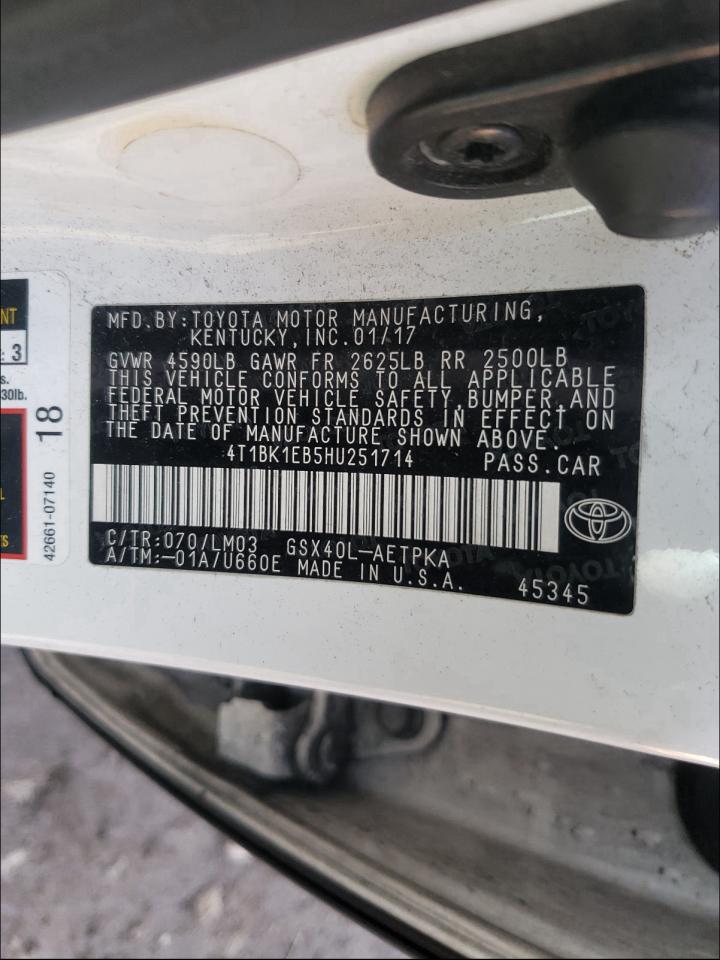 MFD.BY:TOYOTA MOTOR MANUFACTURING,
KENTUCKY,INC.01/17
GVWR 4590LB GAWR FR 2625LB RR 2500LB
THIS VEHICLE CONFORMS TO ALL APPLICABLE
FEDERAL MOTOR VEHICLE SAFETY,BUMPER,AND
THEFT PREVENTION STANDARDS IN EFFECT ON
THE DATE OF MANUFACTURE SHOWN ABOVE.
4T1BK1EB5HU251714 PASS.CAR
C/TR:070/LM03 GSX40L-AETPKA
A/TM:-01A/U660E MADE IN U.S.A. 45345
: 3
30lb.
18
42661-07140